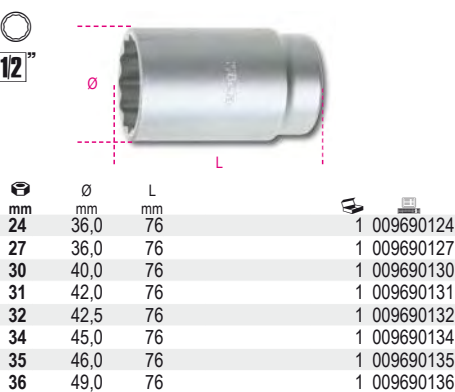 1/2"
Ø
L
Ø L
mm mm mm
24 36,0 76 1 009690124
27 36,0 76 1 009690127
30 40,0 76 1 009690130
31 42,0 76 1 009690131
32 42,5 76 1 009690132
34 45,0 76 1 009690134
35 46,0 76 1 009690135
36 49,0 76 1 009690136